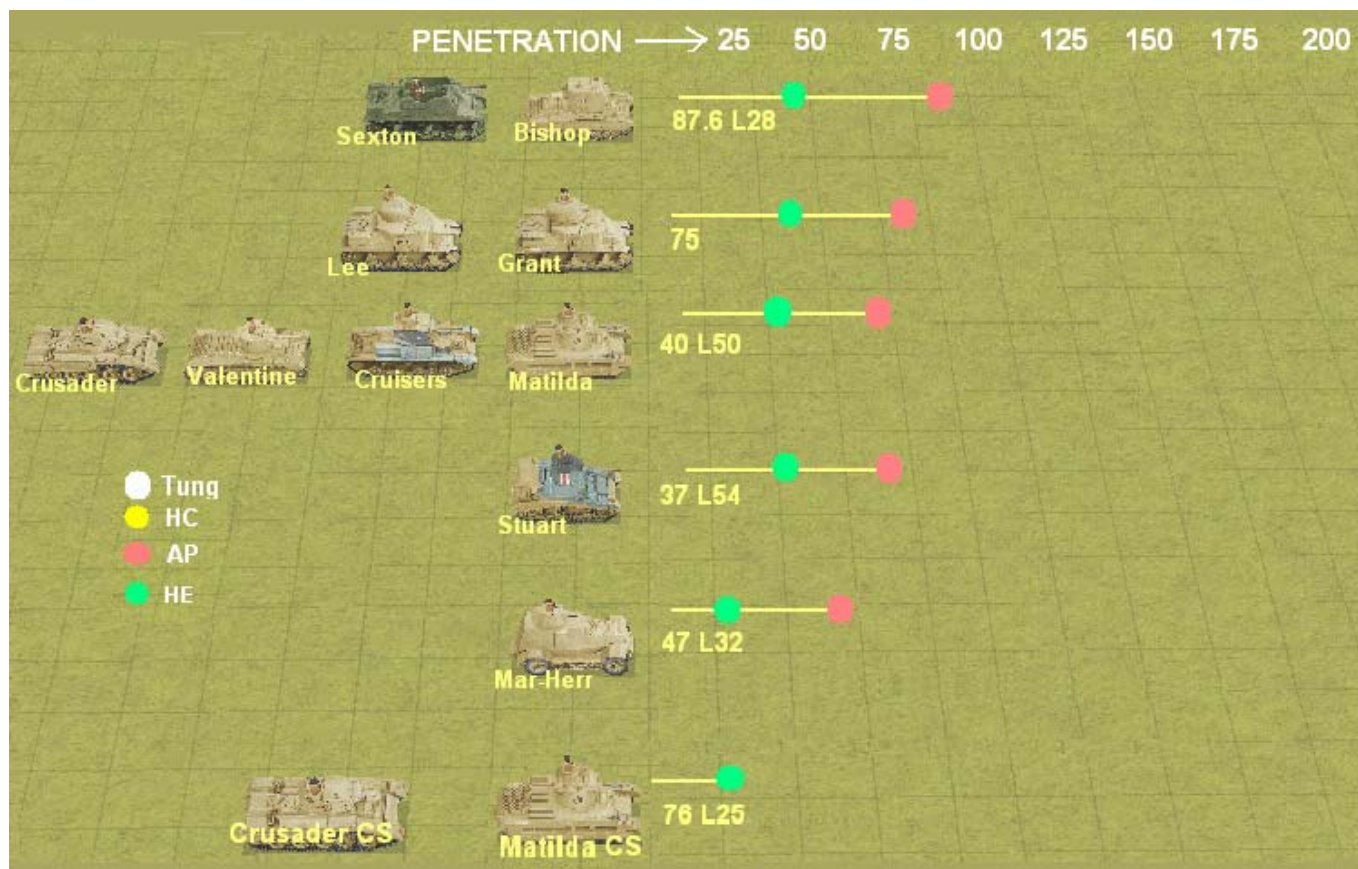 PENETRATION 25 50 75 100 125 150 175 200
Sexton Bishop 87.6 L28
Lee Grant 75
Crusader Valentine Cruisers Matilda 40 L50
Tung
HC
AP
HE
Stuart 37 L54
Mar-Herr 47 L32
Crusader CS Matilda CS 76 L25